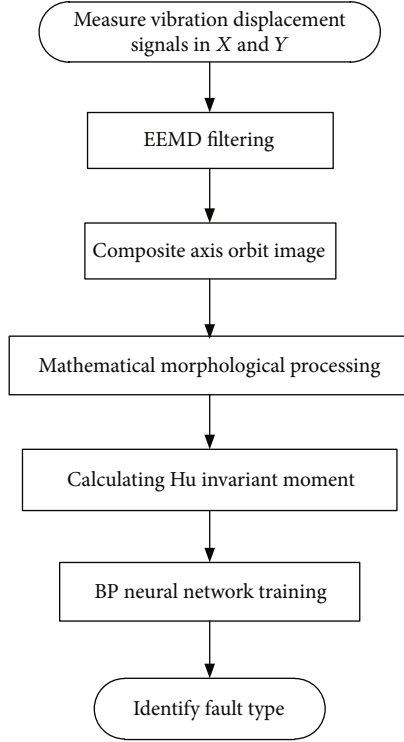 Measure vibration displacement
signals in X and Y
EEMD filtering
Composite axis orbit image
Mathematical morphological processing
Calculating Hu invariant moment
BP neural network training
Identify fault type